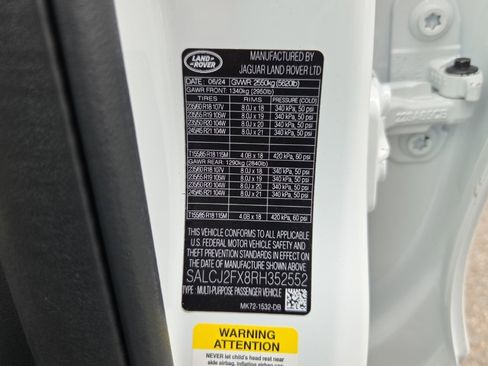 LAND ROVER
MANUFACTURED BY
JAGUAR LAND ROVER LTD
DATE 06/24 GVWR 2550kg (5620lb)
GAWR FRONT: 1340kg (2950lb)
TIRES RIMS PRESSURE (COLD)
235/60 R18 107V 8.0J x 18 340 kPa, 50 psi
235/55 R19 105W 8.0J x 19 340 kPa, 50 psi
235/50 R20 104W 8.0J x 20 340 kPa, 50 psi
245/45 R21 104W 8.0J x 21 340 kPa, 50 psi
T155/85 R18 115M 4.0B x 18 420 kPa, 60 psi
GAWR REAR: 1290kg (2840lb)
235/60 R18 107V 8.0J x 18 340 kPa, 50 psi
235/55 R19 105W 8.0J x 19 340 kPa, 50 psi
235/50 R20 104W 8.0J x 20 340 kPa, 50 psi
245/45 R21 104W 8.0J x 21 340 kPa, 50 psi
T155/85 R18 115M 4.0B x 18 420 kPa, 60 psi
THIS VEHICLE CONFORMS TO ALL APPLICABLE
U.S. FEDERAL MOTOR VEHICLE SAFETY AND
THEFT PREVENTION STANDARDS IN EFFECT ON
THE DATE OF MANUFACTURE SHOWN ABOVE.
SALCJ2FX8RH352552
TYPE : MULTI-PURPOSE PASSENGER VEHICLE
MK72-1532-DB
WARNING
ATTENTION
NEVER let child's head rest near
side airbag.